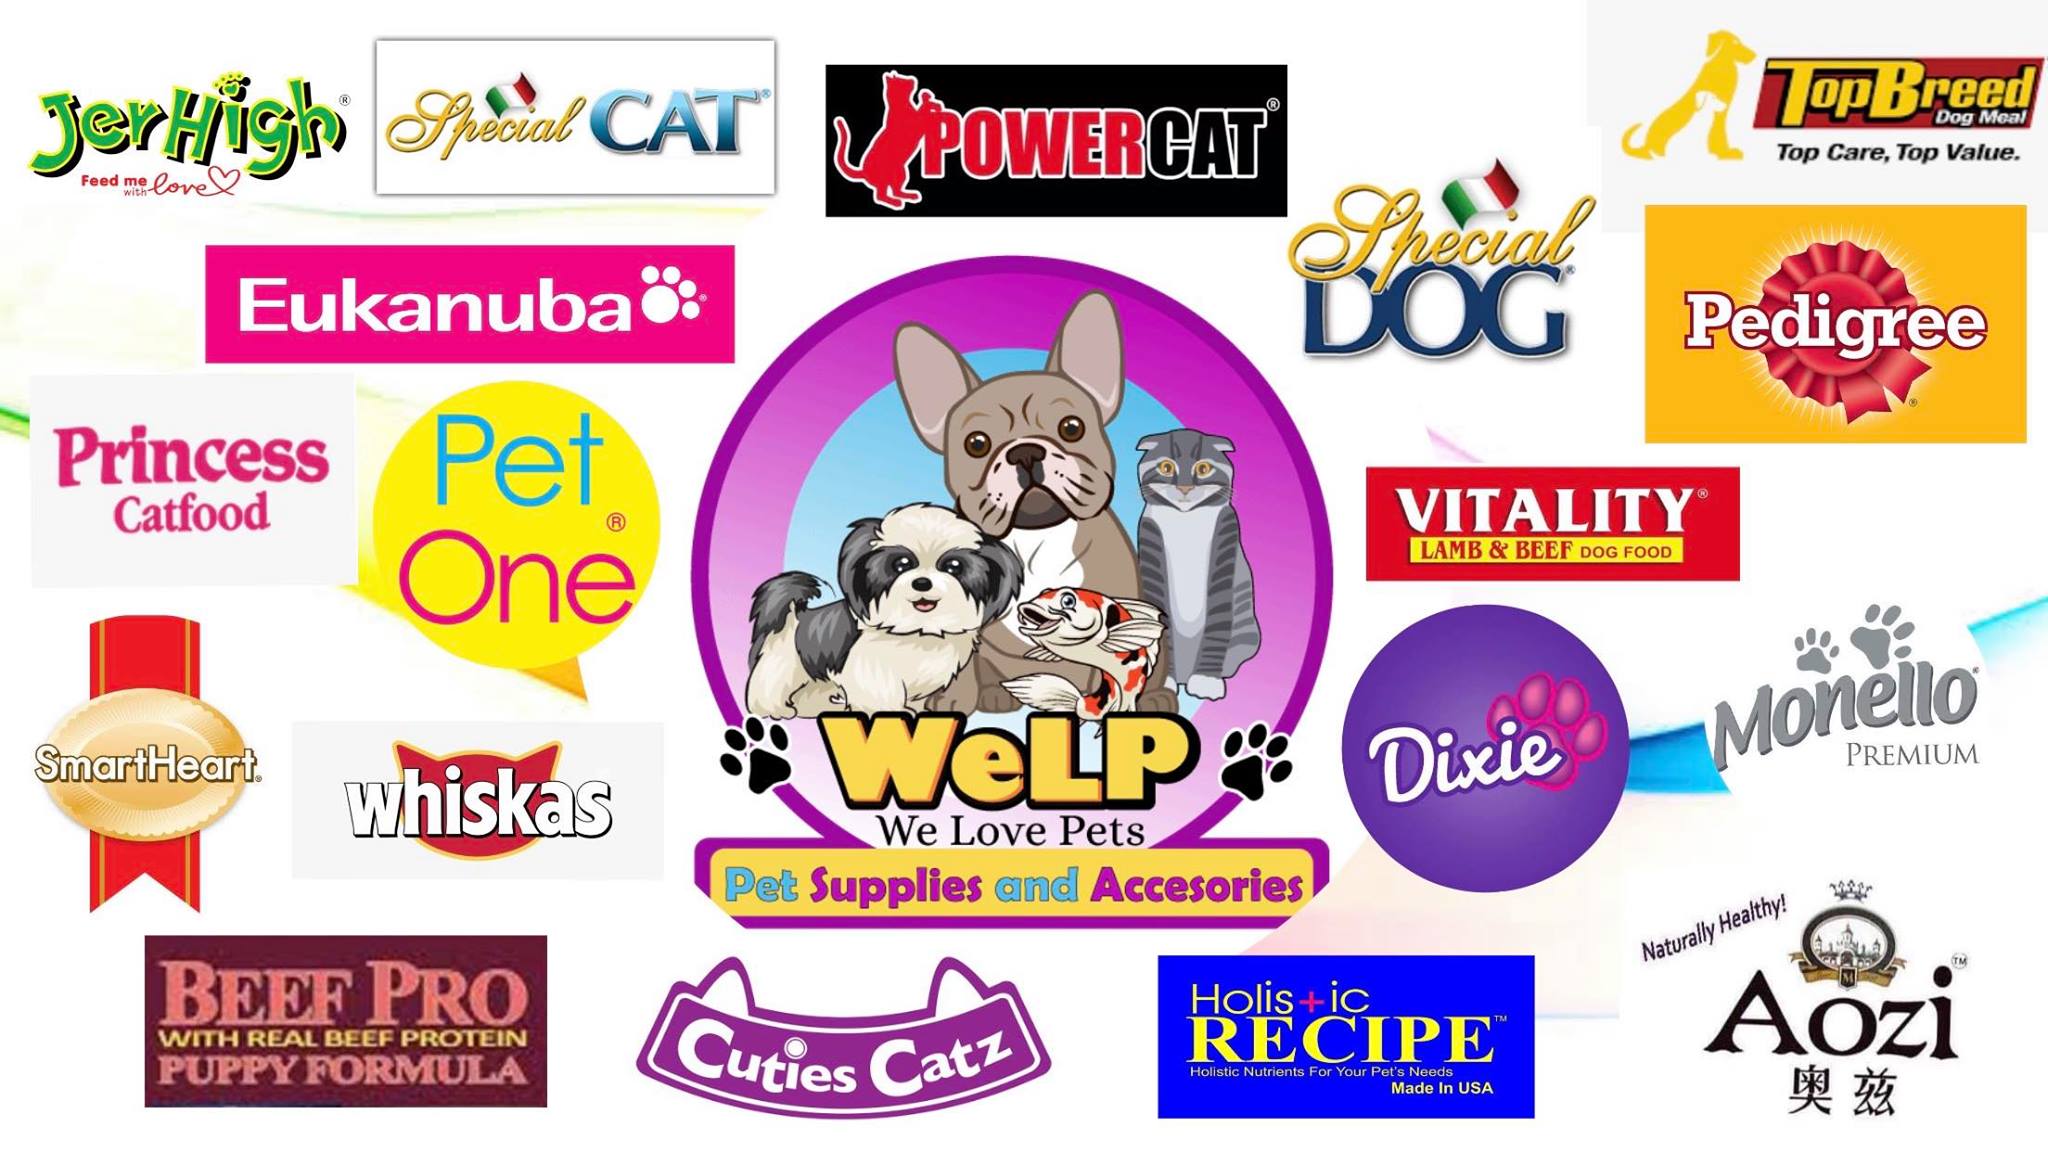 JerHigh®
Feed me
with love
Special CAT®
POWERCAT®
TopBreed
Dog Meal
Top Care, Top Value.
Special
DOG®
Eukanuba®
Pedigree®
Princess
Catfood
Pet
One®
VITALITY®
LAMB & BEEF DOG FOOD
SmartHeart®
whiskas
WeLP
We Love Pets
Pet Supplies and Accesories
Dixie
Monello®
PREMIUM
BEEF PRO
WITH REAL BEEF PROTEIN
PUPPY FORMULA
Cuties Catz
Holis+ic
RECIPE™
Holistic Nutrients For Your Pet's Needs
Made In USA
Naturally Healthy!
M
Aozi™
奥兹